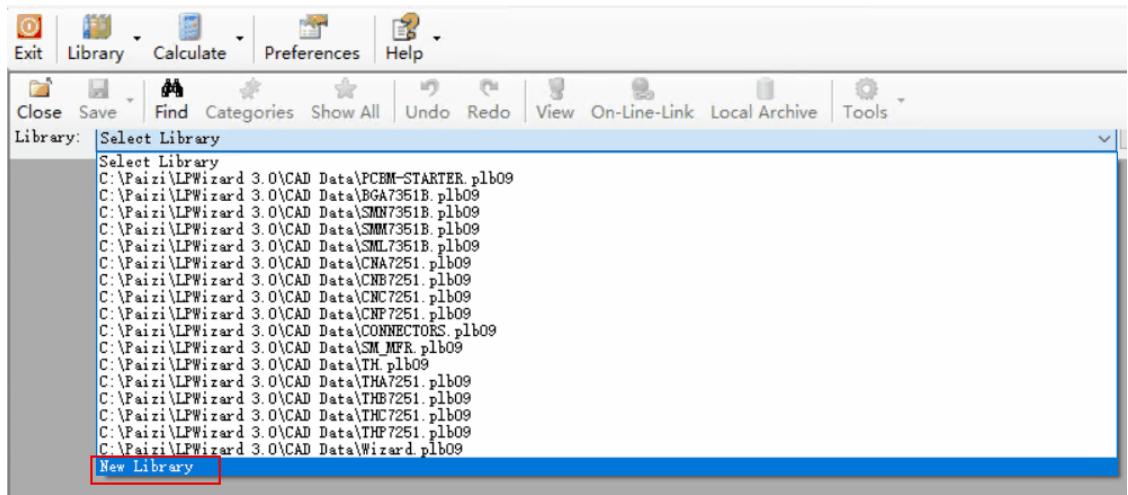 Exit Library Calculate Preferences Help
Close Save Find Categories Show All Undo Redo View On-Line-Link Local Archive Tools
Library: Select Library
Select Library
C:\Paizi\LPWizard 3.0\CAD Data\PCBM-STARTER.plb09
C:\Paizi\LPWizard 3.0\CAD Data\BGA7351B.plb09
C:\Paizi\LPWizard 3.0\CAD Data\SMN7351B.plb09
C:\Paizi\LPWizard 3.0\CAD Data\SMM7351B.plb09
C:\Paizi\LPWizard 3.0\CAD Data\SML7351B.plb09
C:\Paizi\LPWizard 3.0\CAD Data\CNA7251.plb09
C:\Paizi\LPWizard 3.0\CAD Data\CNB7251.plb09
C:\Paizi\LPWizard 3.0\CAD Data\CNC7251.plb09
C:\Paizi\LPWizard 3.0\CAD Data\CNP7251.plb09
C:\Paizi\LPWizard 3.0\CAD Data\CONNECTORS.plb09
C:\Paizi\LPWizard 3.0\CAD Data\SM_MFR.plb09
C:\Paizi\LPWizard 3.0\CAD Data\TH.plb09
C:\Paizi\LPWizard 3.0\CAD Data\THA7251.plb09
C:\Paizi\LPWizard 3.0\CAD Data\THB7251.plb09
C:\Paizi\LPWizard 3.0\CAD Data\THC7251.plb09
C:\Paizi\LPWizard 3.0\CAD Data\THP7251.plb09
C:\Paizi\LPWizard 3.0\CAD Data\Wizard.plb09
New Library